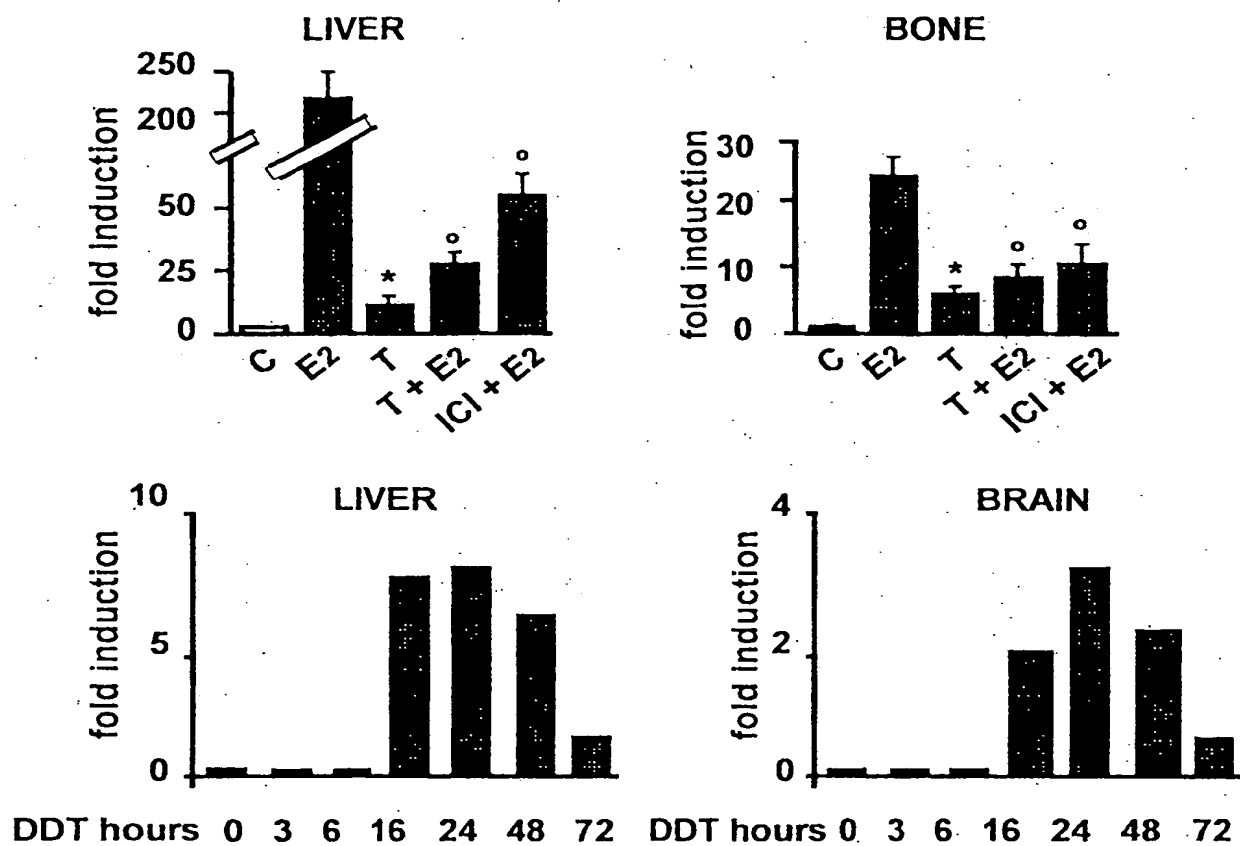 LIVER
250
200
50
25
0
fold induction
C E2 T T + E2 ICI + E2
BONE
30
20
10
0
fold induction
C E2 T T + E2 ICI + E2
LIVER
10
5
0
fold induction
DDT hours 0 3 6 16 24 48 72
BRAIN
4
2
0
fold induction
DDT hours 0 3 6 16 24 48 72